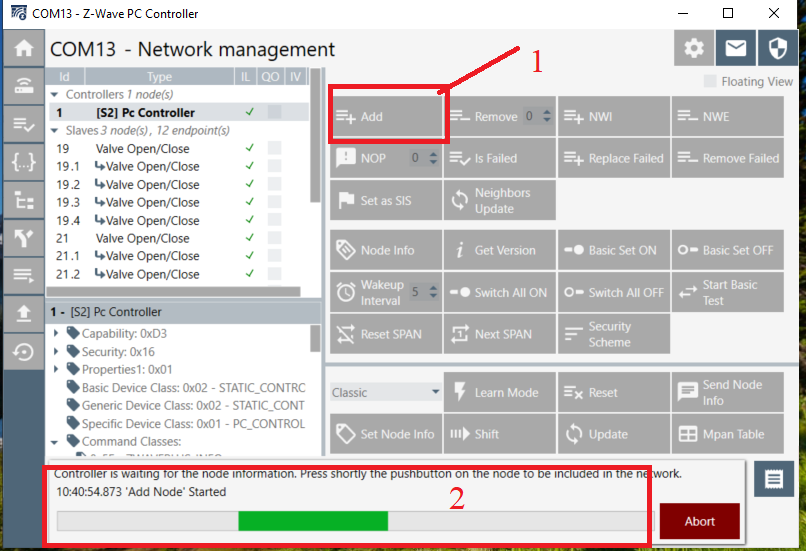 COM13 - Z-Wave PC Controller
COM13 - Network management
1
Floating View
Id Type IL QO IV
Controllers 1 node(s)
1 [S2] Pc Controller
Slaves 3 node(s), 12 endpoint(s)
19 Valve Open/Close
19.1 Valve Open/Close
19.2 Valve Open/Close
19.3 Valve Open/Close
19.4 Valve Open/Close
21 Valve Open/Close
21.1 Valve Open/Close
21.2 Valve Open/Close
Add Remove 0 NWI NWE
NOP 0 Is Failed Replace Failed Remove Failed
Set as SIS Neighbors
Update
Node Info Get Version Basic Set ON Basic Set OFF
Wakeup
Interval 5 Switch All ON Switch All OFF Start Basic
Test
Reset SPAN Next SPAN Security
Scheme
1 - [S2] Pc Controller
Capability: 0xD3
Security: 0x16
Properties1: 0x01
Basic Device Class: 0x02 - STATIC_CONTRO
Generic Device Class: 0x02 - STATIC_CONT
Specific Device Class: 0x01 - PC_CONTROL
Command Classes:
Classic Learn Mode Reset Send Node
Info
Set Node Info Shift Update Mpan Table
Controller is waiting for the node information. Press shortly the pushbutton on the node to be included in the network.
10:40:54.873 'Add Node' Started
2
Abort